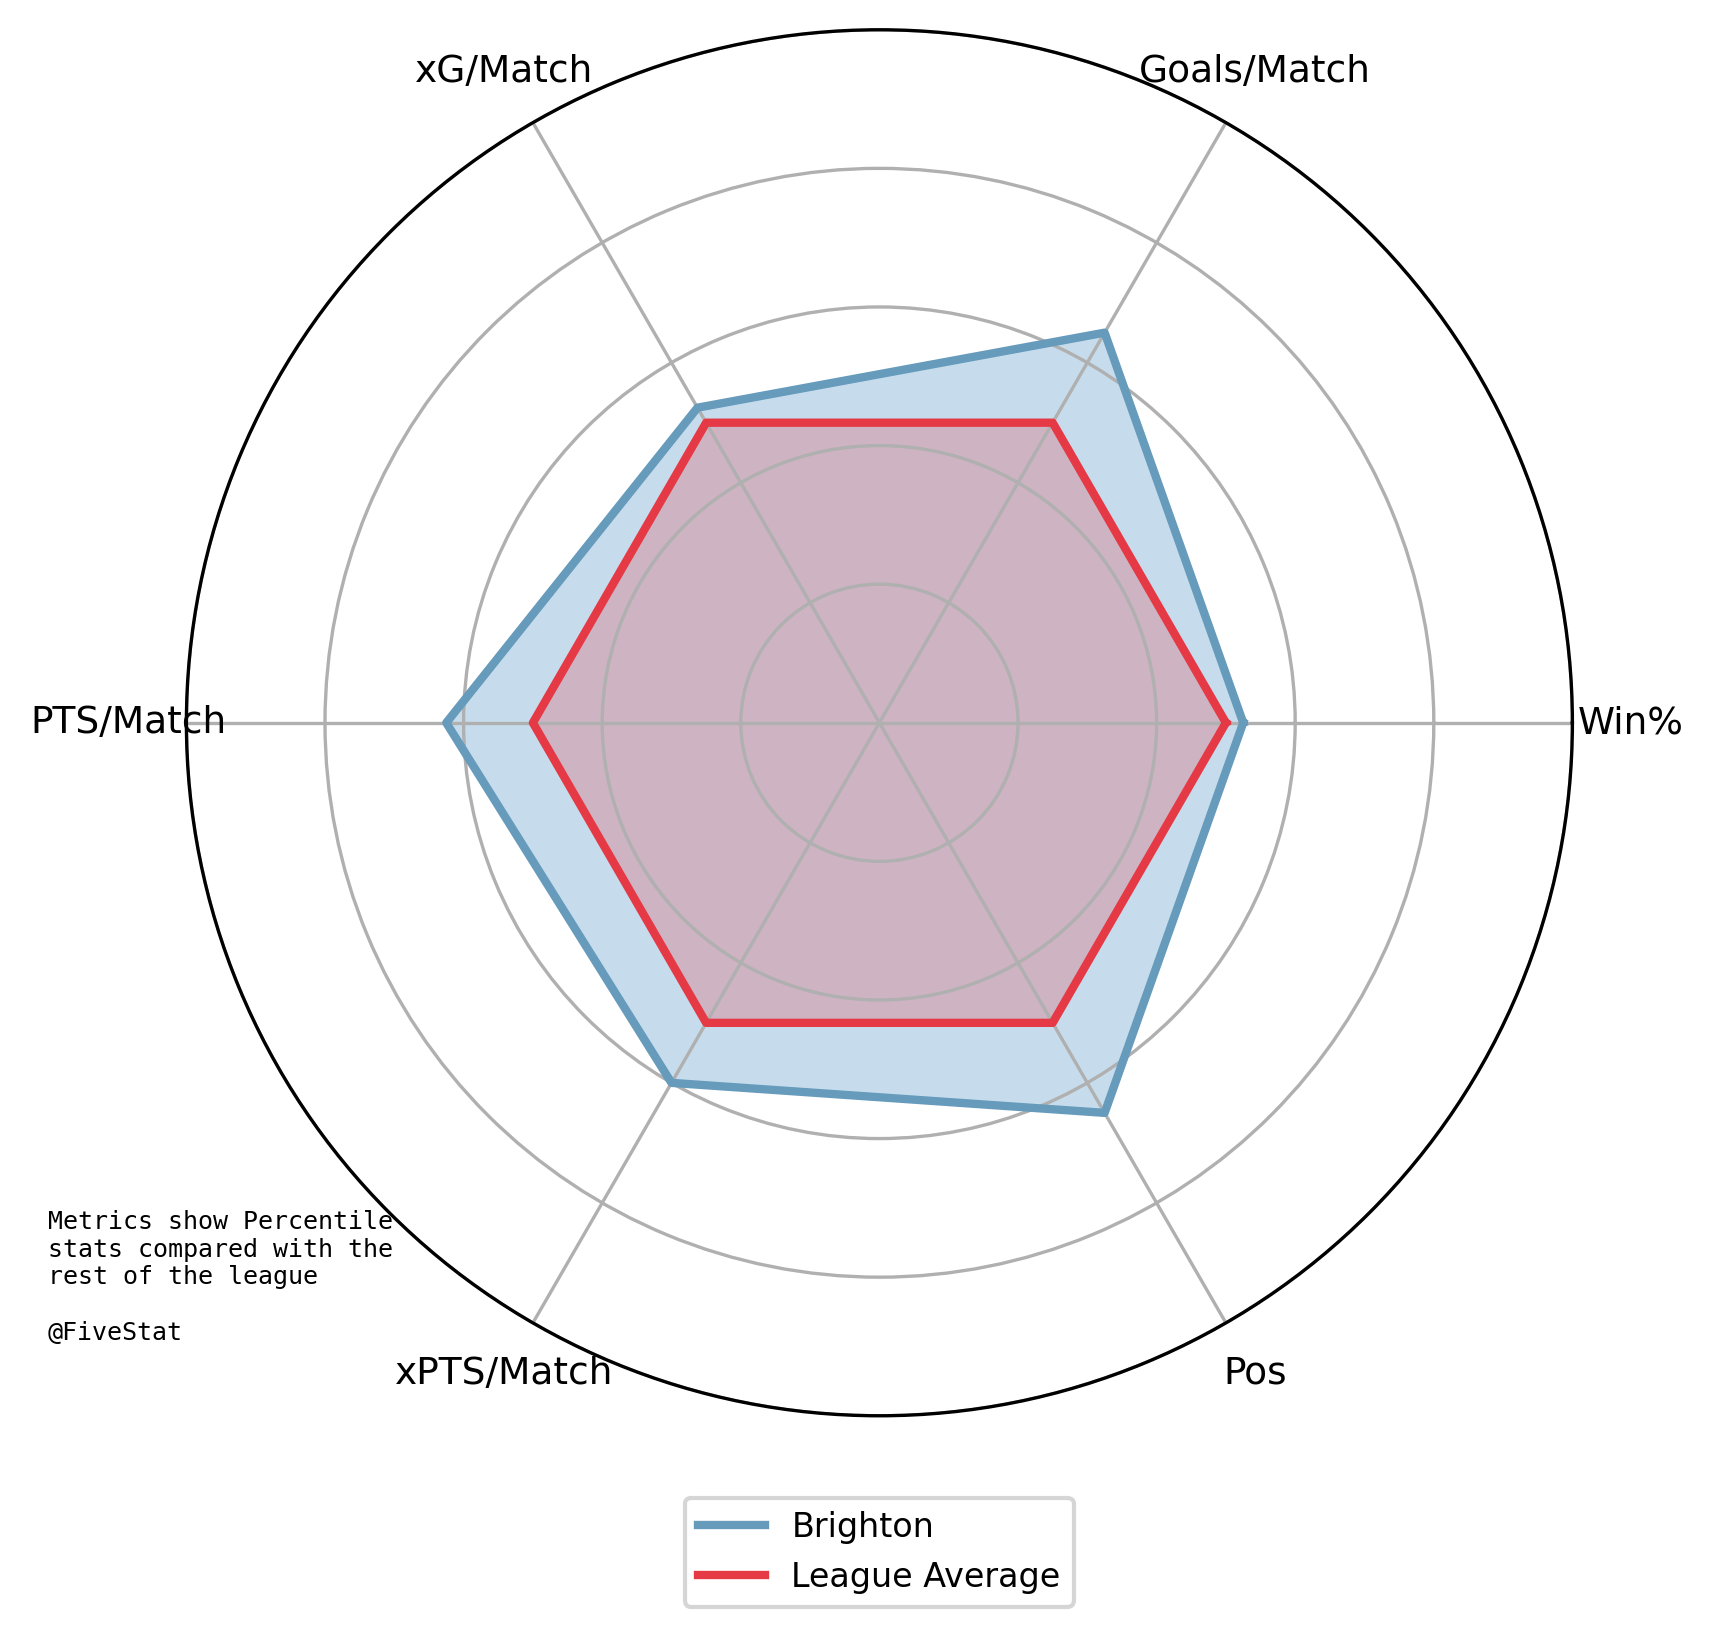 xG/Match
Goals/Match
PTS/Match
Win%
Metrics show Percentile
stats compared with the
rest of the league
@FiveStat
xPTS/Match
Pos
Brighton
League Average